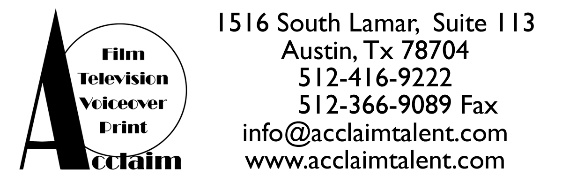 Film
Television
Voiceover
Print
Acclaim
1516 South Lamar, Suite 113
Austin, Tx 78704
512-416-9222
512-366-9089 Fax
info@acclaimtalent.com
www.acclaimtalent.com